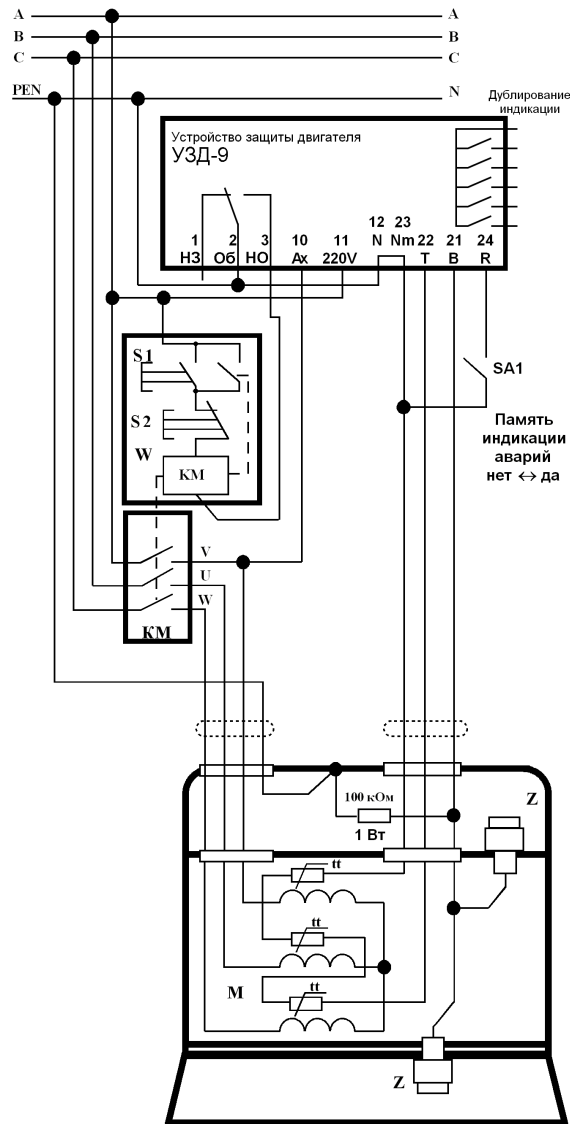 A A
B B
C C
PEN N
Дублирование
индикации
Устройство защиты двигателя
УЗД-9
1 2 3 10 11 12 23 22 21 24
НЗ Об НО Ах 220V N Nm T B R
S1
SA1
S2
Память
индикации
аварий
нет ↔ да
W
КМ
V
U
W
КМ
Z
100 кОм
1 Вт
tt
tt
tt
М
Z